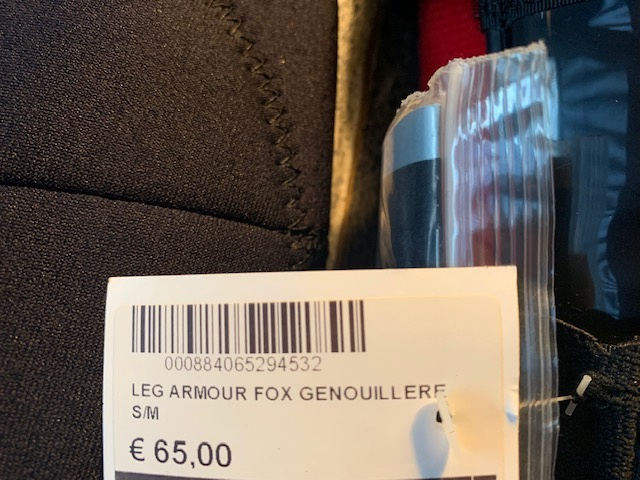 000884065294532
LEG ARMOUR FOX GENOUILLERE
S/M
€ 65,00